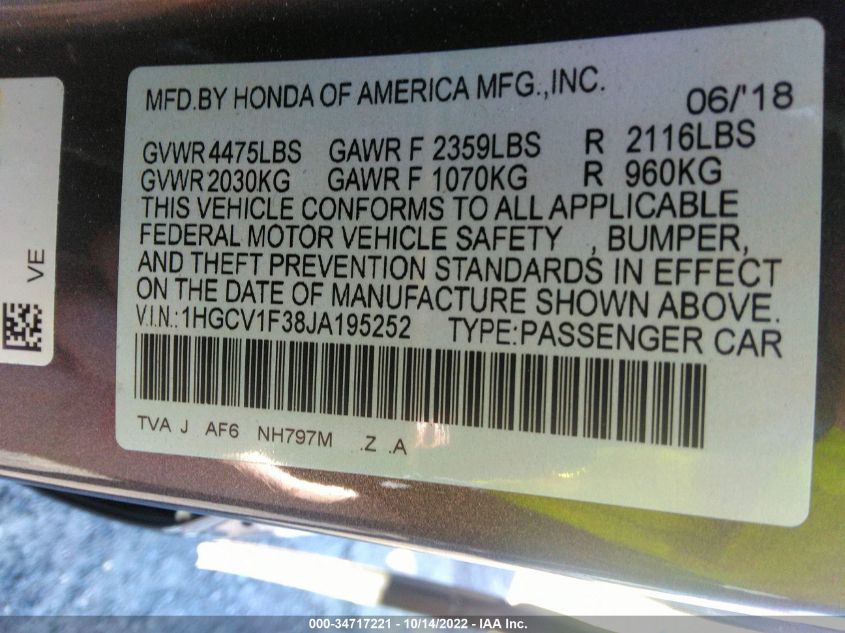 MFD.BY HONDA OF AMERICA MFG.,INC. 06/'18
GVWR 4475LBS GAWR F 2359LBS R 2116LBS
GVWR 2030KG GAWR F 1070KG R 960KG
THIS VEHICLE CONFORMS TO ALL APPLICABLE
FEDERAL MOTOR VEHICLE SAFETY , BUMPER,
AND THEFT PREVENTION STANDARDS IN EFFECT
ON THE DATE OF MANUFACTURE SHOWN ABOVE.
V.I.N.:1HGCV1F38JA195252 TYPE:PASSENGER CAR
TVA J AF6 NH797M .Z .A
VE
000-34717221 - 10/14/2022 - IAA Inc.